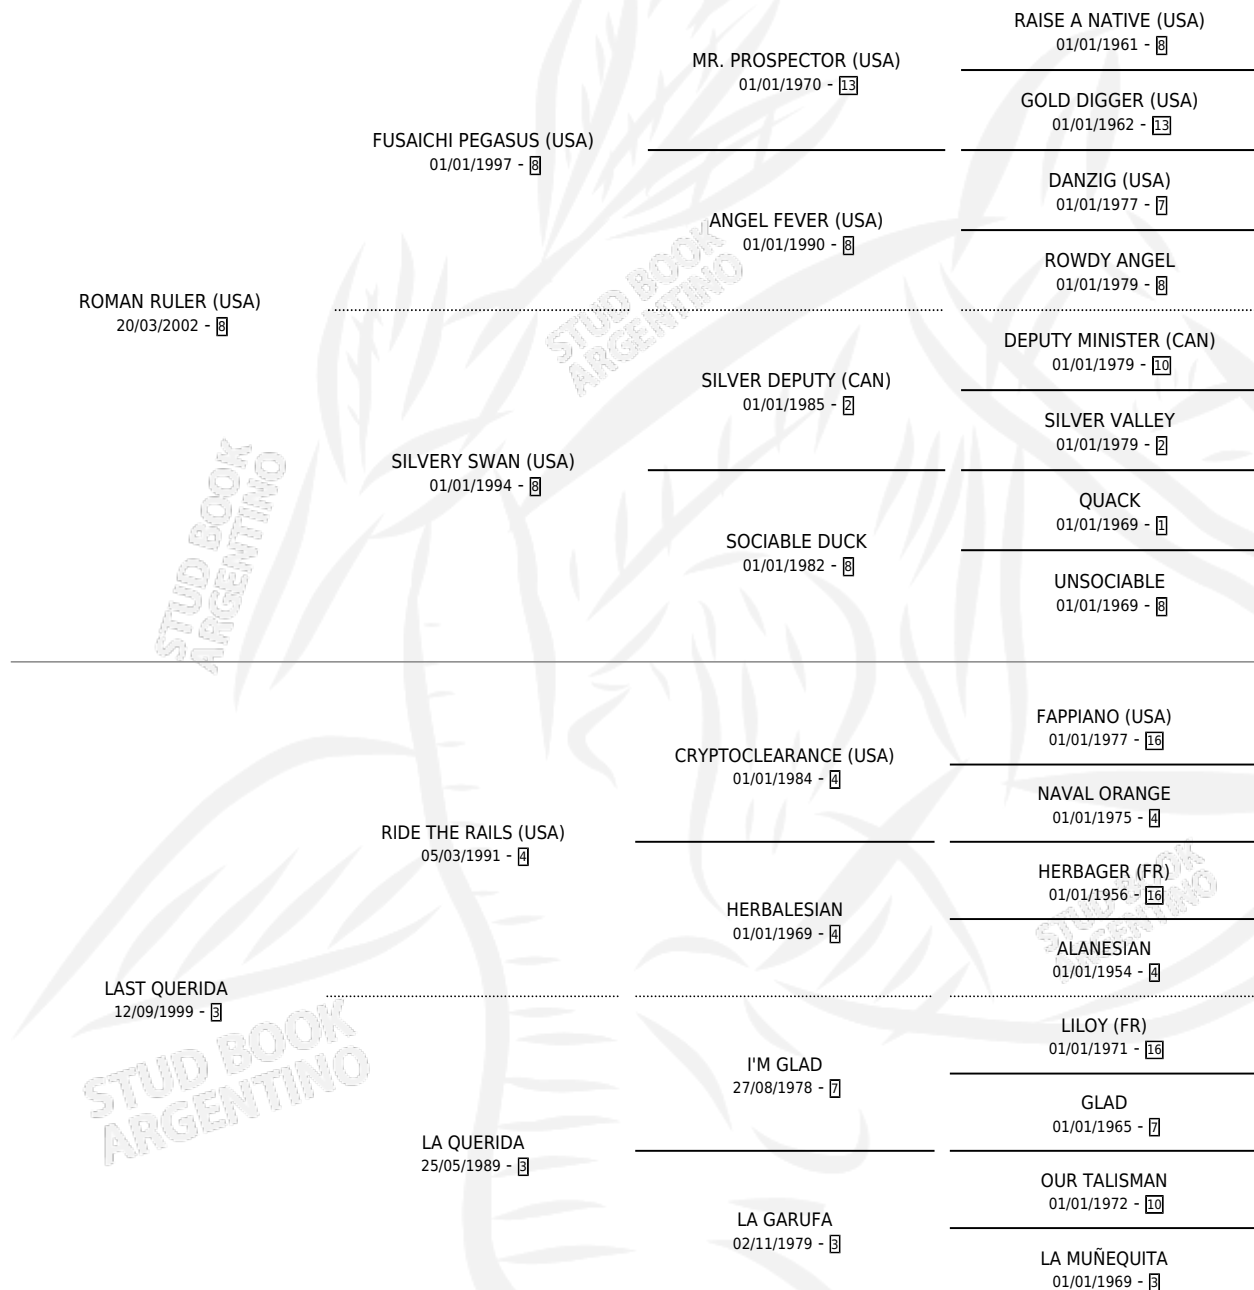 RAISE A NATIVE (USA)
01/01/1961 - 8
MR. PROSPECTOR (USA)
01/01/1970 - 13
GOLD DIGGER (USA)
01/01/1962 - 13
FUSAICHI PEGASUS (USA)
01/01/1997 - 8
DANZIG (USA)
01/01/1977 - 7
ANGEL FEVER (USA)
01/01/1990 - 8
ROWDY ANGEL
01/01/1979 - 8
ROMAN RULER (USA)
20/03/2002 - 8
DEPUTY MINISTER (CAN)
01/01/1979 - 10
SILVER DEPUTY (CAN)
01/01/1985 - 2
SILVER VALLEY
01/01/1979 - 2
SILVERY SWAN (USA)
01/01/1994 - 8
QUACK
01/01/1969 - 1
SOCIABLE DUCK
01/01/1982 - 8
UNSOCIABLE
01/01/1969 - 8
FAPPIANO (USA)
01/01/1977 - 16
CRYPTOCLEARANCE (USA)
01/01/1984 - 4
NAVAL ORANGE
01/01/1975 - 4
RIDE THE RAILS (USA)
05/03/1991 - 4
HERBAGER (FR)
01/01/1956 - 16
HERBALESIAN
01/01/1969 - 4
ALANESIAN
01/01/1954 - 4
LAST QUERIDA
12/09/1999 - 3
LILOY (FR)
01/01/1971 - 16
I'M GLAD
27/08/1978 - 7
GLAD
01/01/1965 - 7
LA QUERIDA
25/05/1989 - 3
OUR TALISMAN
01/01/1972 - 10
LA GARUFA
02/11/1979 - 3
LA MUÑEQUITA
01/01/1969 - 3
STUD BOOK
ARGENTINO
STUD BOOK
ARGENTINO
STUD BOOK
ARGENTINO
STUD BOOK
ARGENTINO